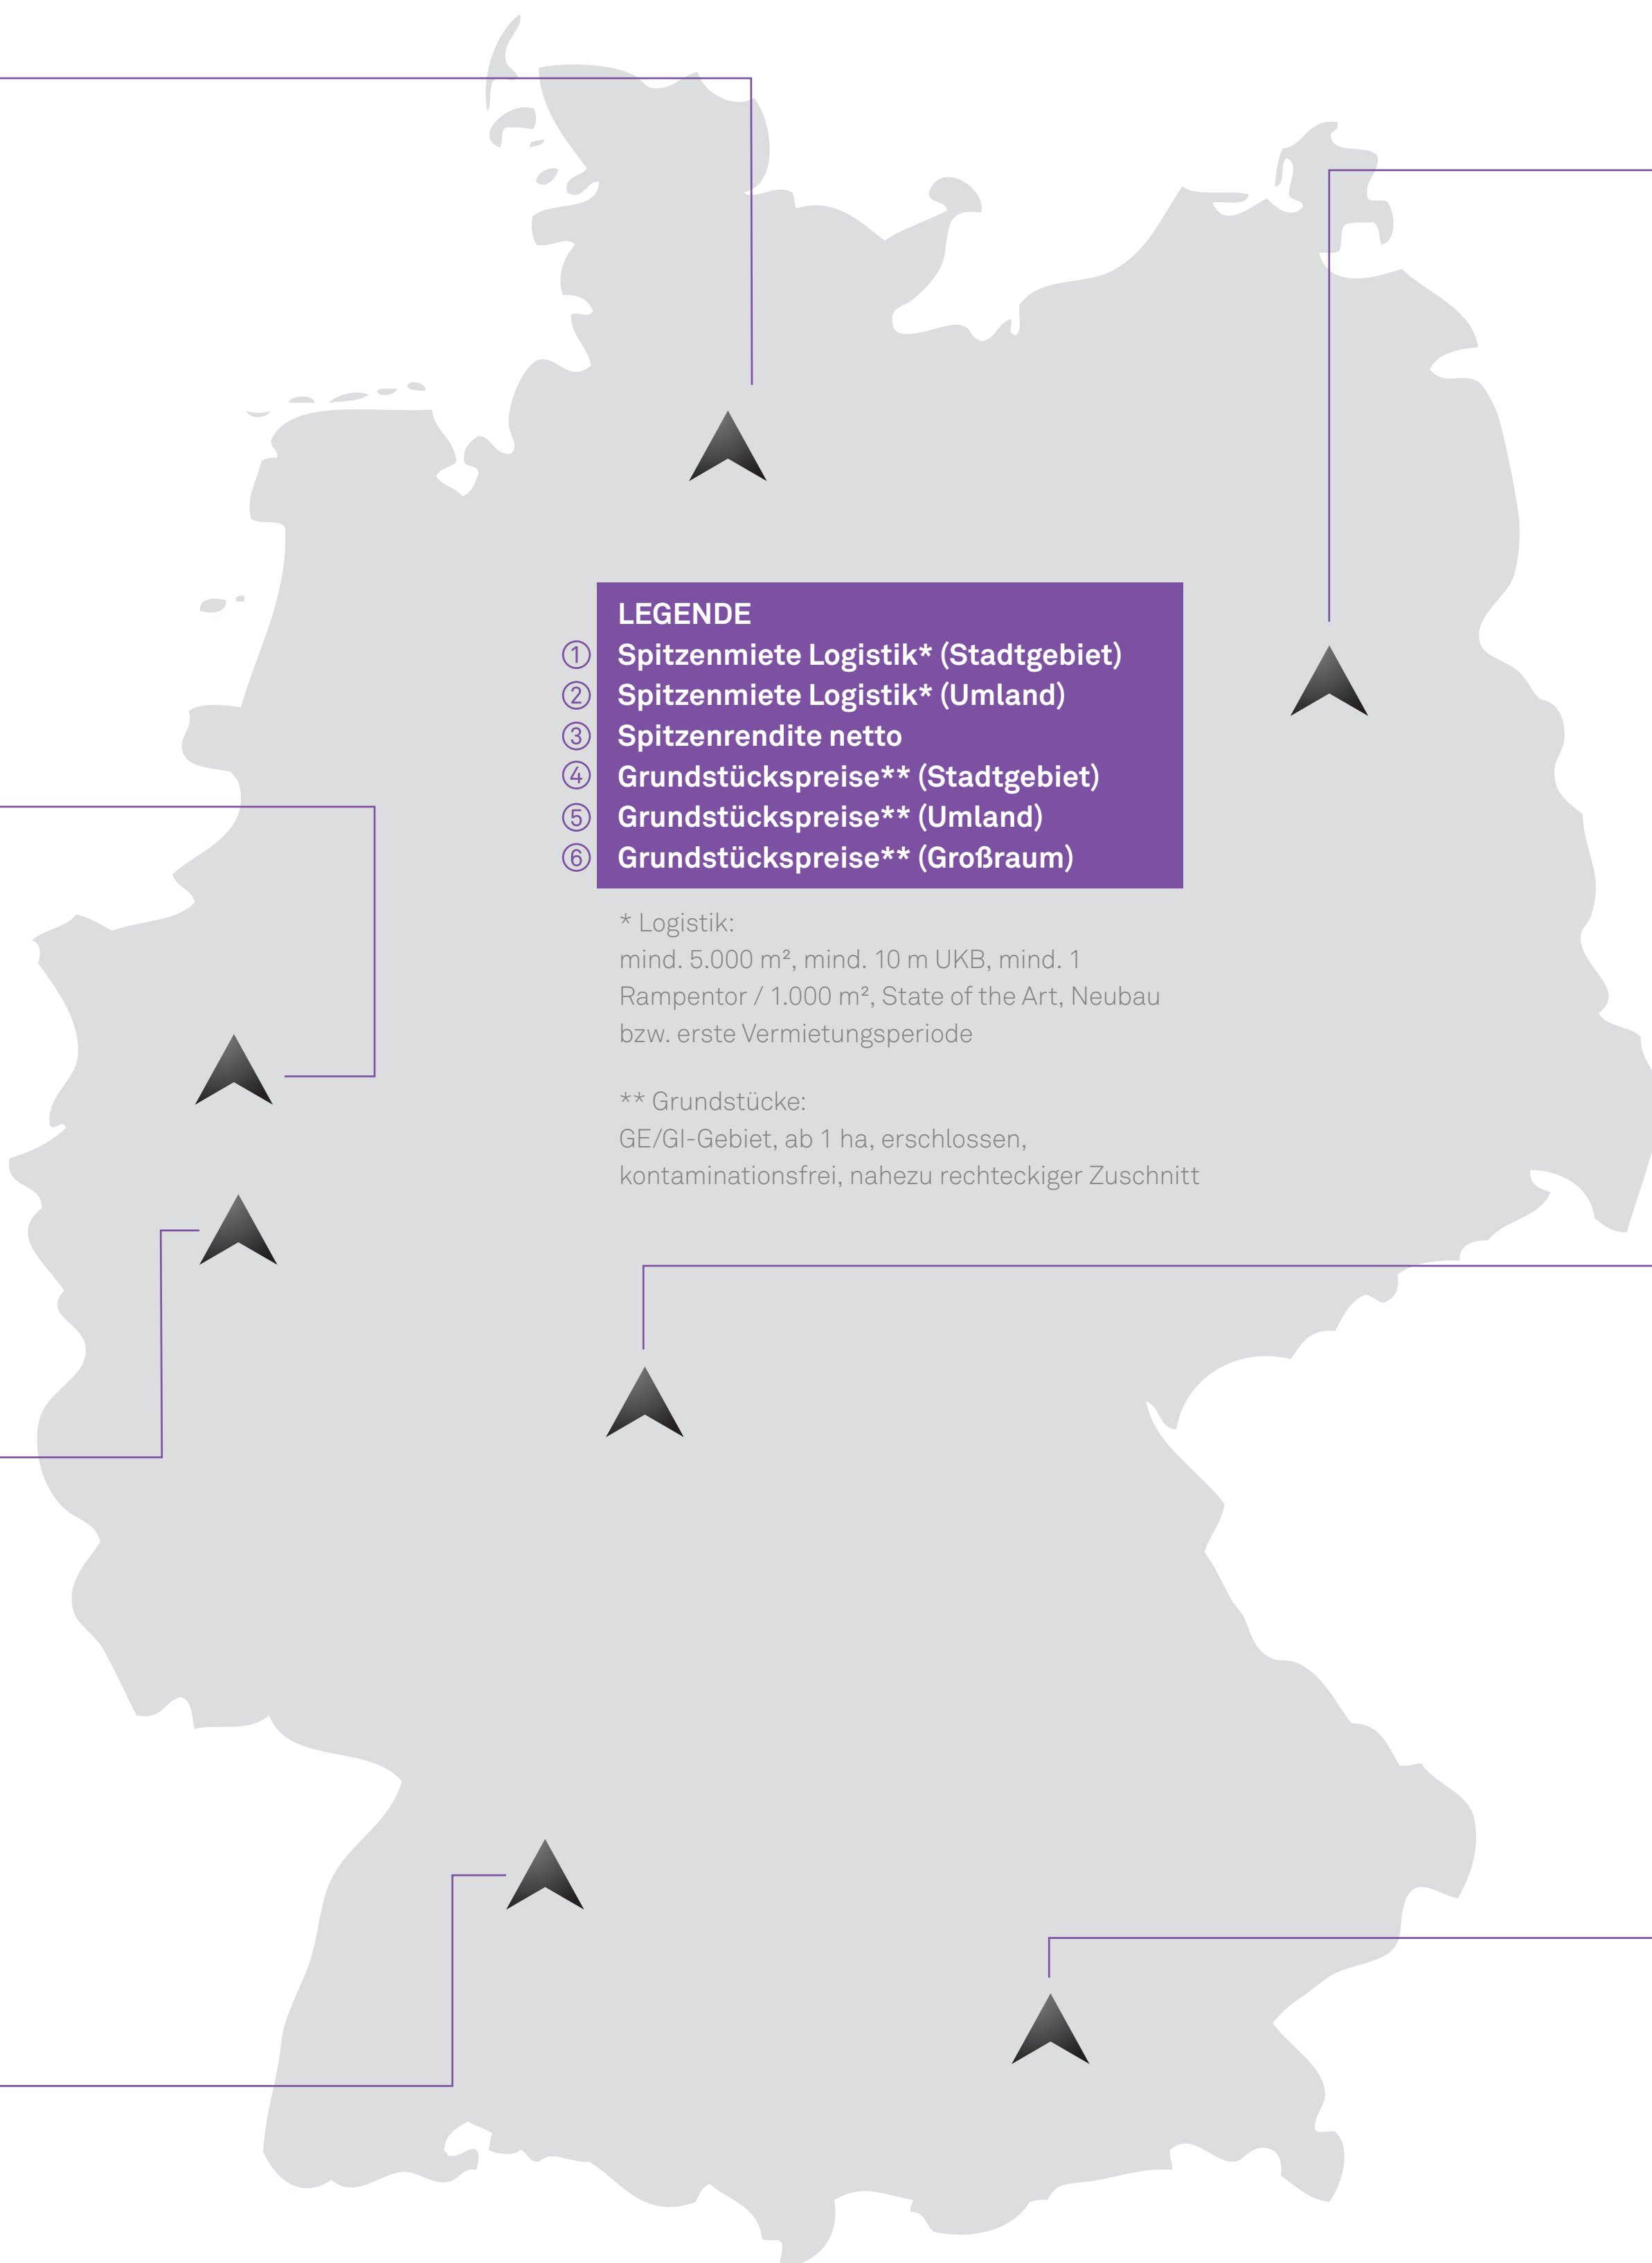 LEGENDE
① Spitzenmiete Logistik* (Stadtgebiet)
② Spitzenmiete Logistik* (Umland)
③ Spitzenrendite netto
④ Grundstückspreise** (Stadtgebiet)
⑤ Grundstückspreise** (Umland)
⑥ Grundstückspreise** (Großraum)
* Logistik:
mind. 5.000 m², mind. 10 m UKB, mind. 1
Rampentor / 1.000 m², State of the Art, Neubau
bzw. erste Vermietungsperiode
** Grundstücke:
GE/GI-Gebiet, ab 1 ha, erschlossen,
kontaminationsfrei, nahezu rechteckiger Zuschnitt